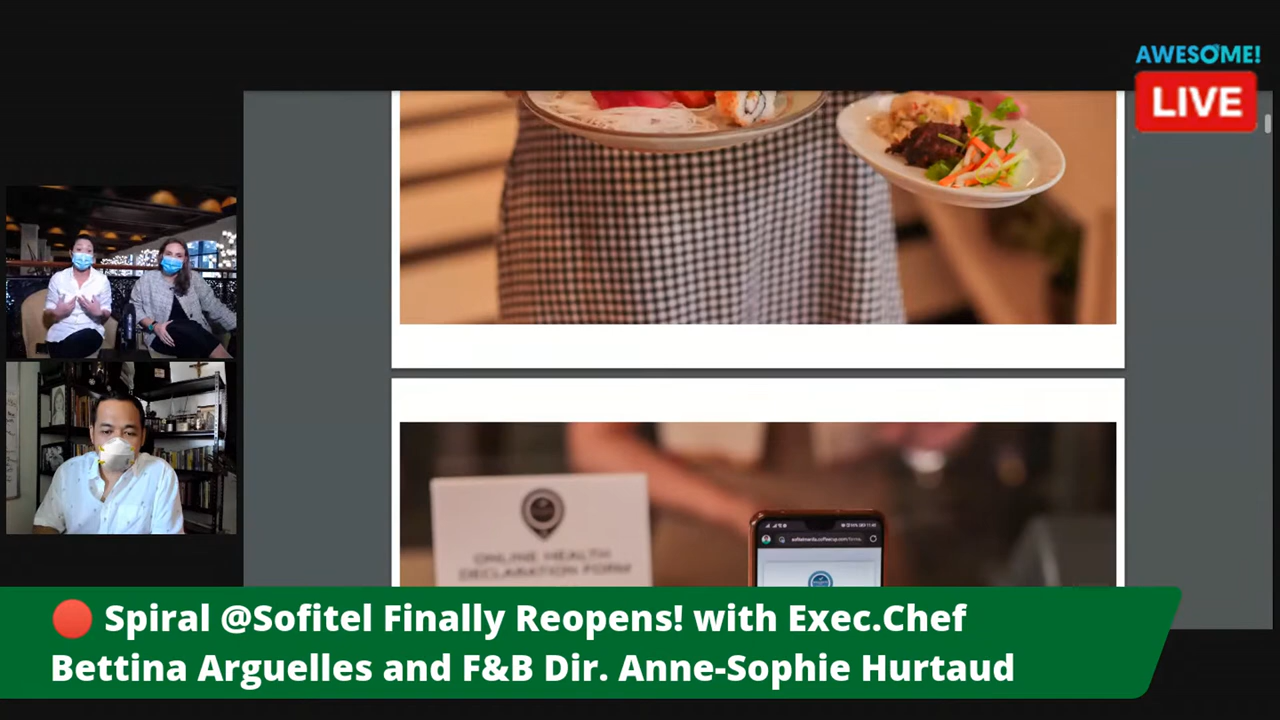 AWESOME!
LIVE
ONLINE HEALTH
DECLARATION FORM
🔴 Spiral @Sofitel Finally Reopens! with Exec.Chef
Bettina Arguelles and F&B Dir. Anne-Sophie Hurtaud